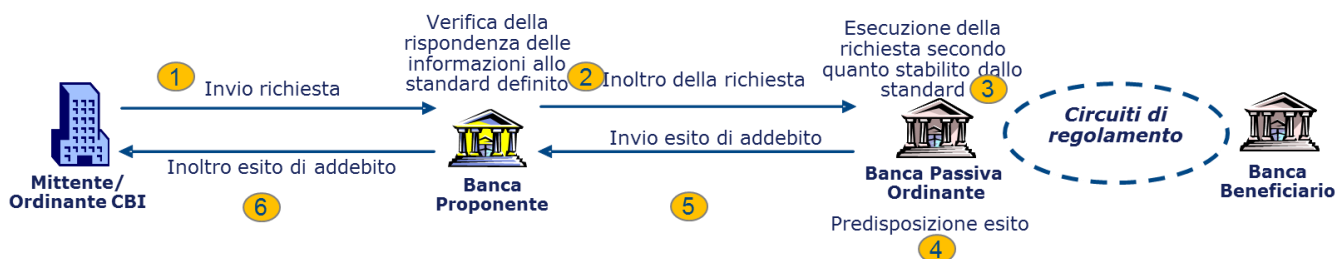 1
Invio richiesta
Verifica della
rispondenza delle
informazioni allo
standard definito
2
Inoltro della richiesta
Esecuzione della
richiesta secondo
quanto stabilito dallo
standard
3
Circuiti di
regolamento
Inoltro esito di addebito
Invio esito di addebito
Mittente/
Ordinante CBI
Banca
Proponente
Banca Passiva
Ordinante
Banca
Beneficiario
6
5
Predisposizione esito
4